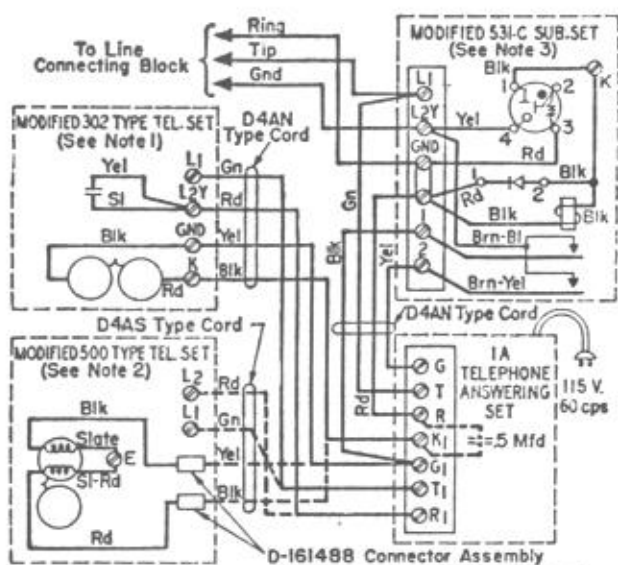 Ring
Tip
Gnd
To Line
Connecting Block
MODIFIED 531-C SUB. SET
(See Note 3)
Blk
K
1
2
3
4
L1
L2Y
GND
1
2
Yel
Rd
Blk
1
2
Rd
Blk
Blk
Brn-Bl
Brn-Yel
D4AN
Type Cord
MODIFIED 302 TYPE TEL. SET
(See Note 1)
Yel
Sl
L1
L2Y
GND
K
Blk
Rd
Gn
Rd
Yel
Blk
Gn
Blk
Yel
Rd
D4AN Type Cord
D4AS Type Cord
MODIFIED 500 TYPE TEL. SET
(See Note 2)
L2
L1
Blk
Slate
E
Sl-Rd
Rd
Rd
Gn
Yel
Blk
G
T
R
K1
G1
T1
R1
1A
TELEPHONE
ANSWERING
SET
.5 Mfd
115 V.
60 cps
D-161488 Connector Assembly